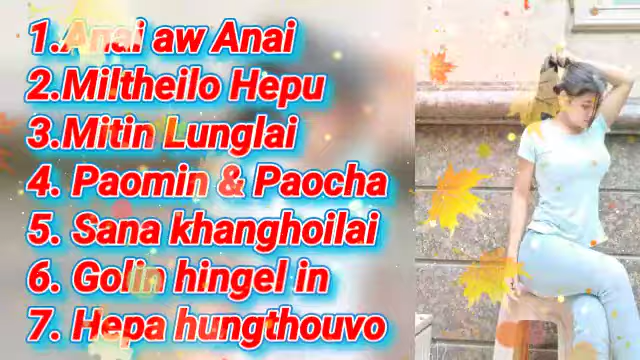 1.Anai aw Anai
2.Miltheilo Hepu
3.Mitin Lunglai
4. Paomin & Paocha
5. Sana khanghoilai
6. Golin hingel in
7. Hepa hungthouvo